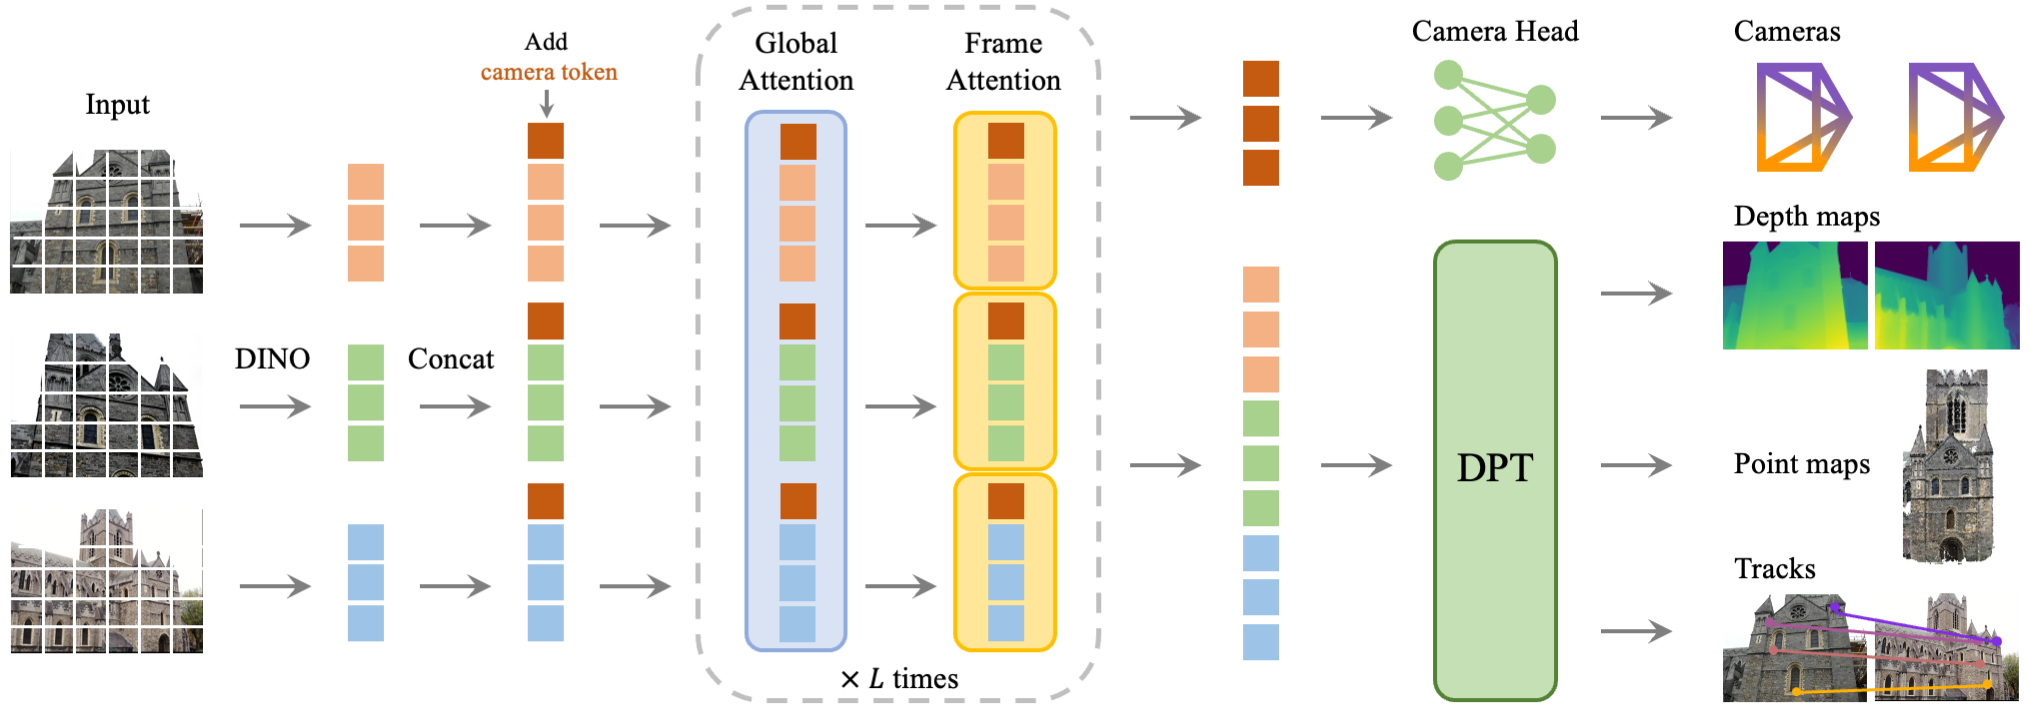 Input
DINO
Concat
Add
camera token
Global
Attention
Frame
Attention
× L times
Camera Head
DPT
Cameras
Depth maps
Point maps
Tracks